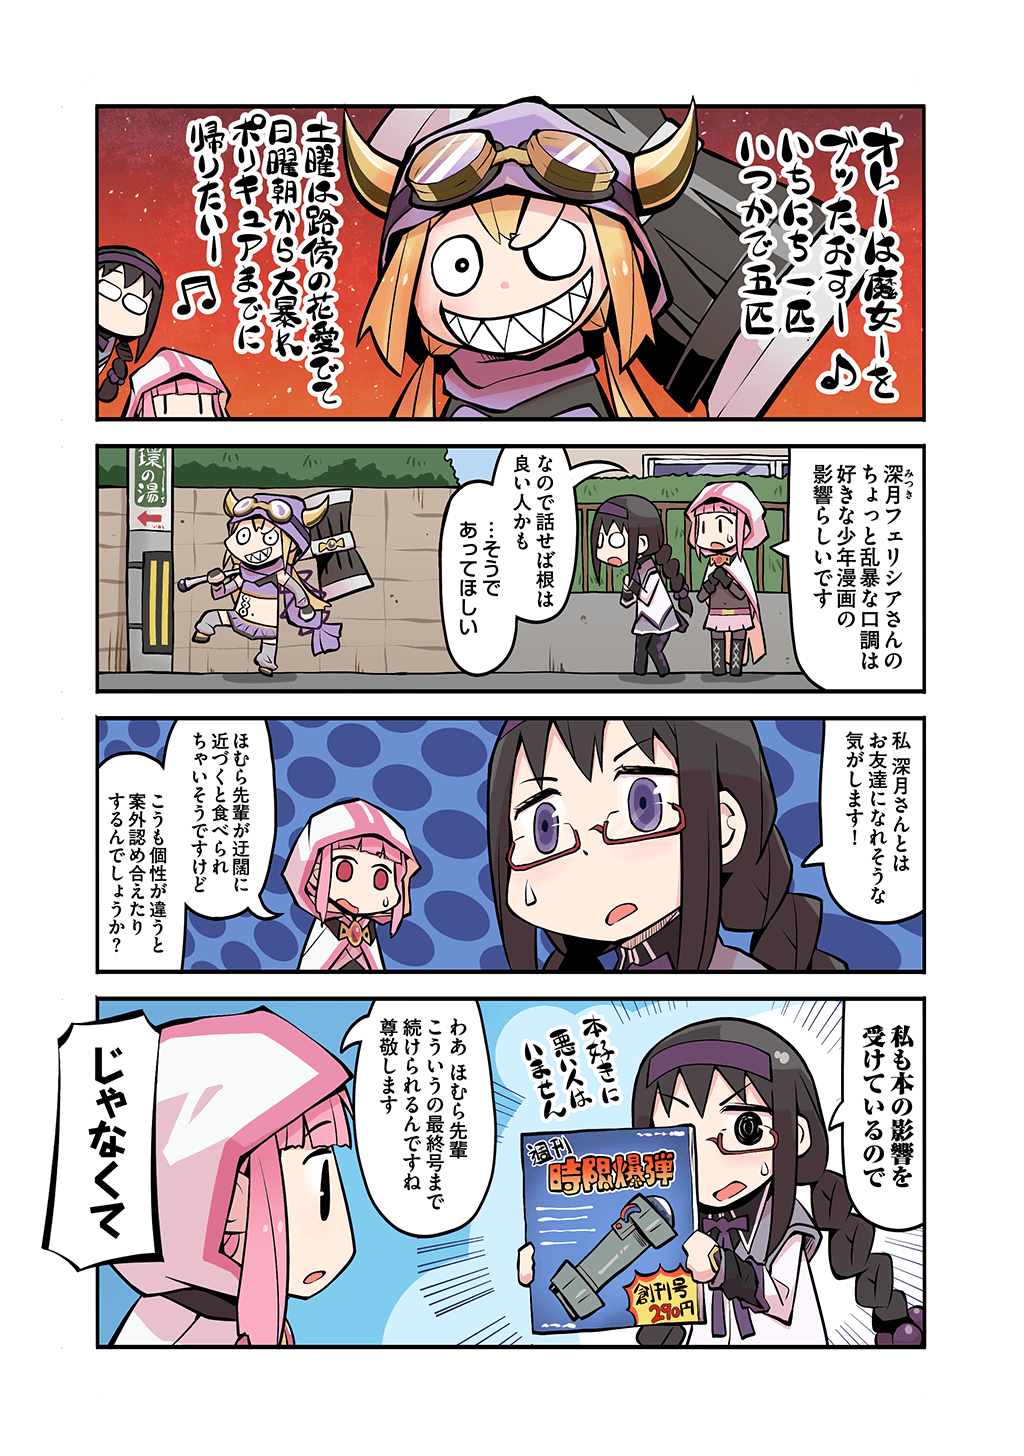 オレーは魔女ーを
ブッたおすー♪
いちにち一匹
いつかで五匹
土曜は路傍の花愛でて
日曜朝から大暴れ
ポリキュアまでに
帰りたいー♫
深月フェリシアさんの
みつき
ちょっと乱暴な口調は
好きな少年漫画の
影響らしいです
なので話せば根は
良い人かも
…そうで
あってほしい
環の湯
私 深月さんとは
お友達になれそうな
気がします!
ほむら先輩が迂闊に
近づくと食べられ
ちゃいそうですけど
こうも個性が違うと
案外認め合えたり
するんでしょうか?
私も本の影響を
受けているので
本好きに
悪い人は
いません
週刊
時限爆弾
創刊号
290円
わあ ほむら先輩
こういうの最終号まで
続けられるんですね
尊敬します
じゃなくて